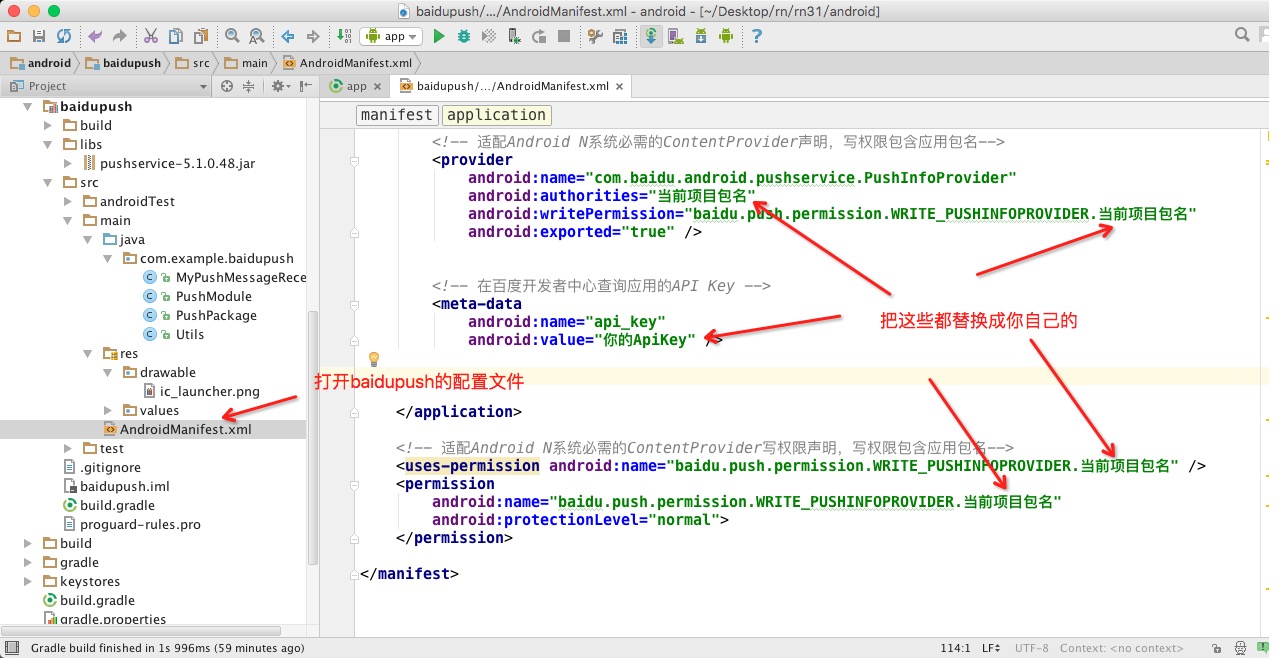 baidupush/.../AndroidManifest.xml - android - [~/Desktop/rn/rn31/android]
app
android baidupush src main AndroidManifest.xml
Project
app
baidupush/.../AndroidManifest.xml
manifest application
baidupush
build
libs
pushservice-5.1.0.48.jar
src
androidTest
main
java
com.example.baidupush
MyPushMessageRece
PushModule
PushPackage
Utils
res
drawable
ic_launcher.png
values
AndroidManifest.xml
test
.gitignore
baidupush.iml
build.gradle
proguard-rules.pro
build
gradle
keystores
build.gradle
gradle.properties
<!-- 适配Android N系统必需的ContentProvider声明，写权限包含应用包名-->
<provider
android:name="com.baidu.android.pushservice.PushInfoProvider"
android:authorities="当前项目包名"
android:writePermission="baidu.push.permission.WRITE_PUSHINFOPROVIDER.当前项目包名"
android:exported="true" />
<!-- 在百度开发者中心查询应用的API Key -->
<meta-data
android:name="api_key"
android:value="你的ApiKey" />
把这些都替换成你自己的
打开baidupush的配置文件
</application>
<!-- 适配Android N系统必需的ContentProvider写权限声明，写权限包含应用包名-->
<uses-permission android:name="baidu.push.permission.WRITE_PUSHINFOPROVIDER.当前项目包名" />
<permission
android:name="baidu.push.permission.WRITE_PUSHINFOPROVIDER.当前项目包名"
android:protectionLevel="normal">
</permission>
</manifest>
Gradle build finished in 1s 996ms (59 minutes ago)
114:1 LF UTF-8 Context: <no context>